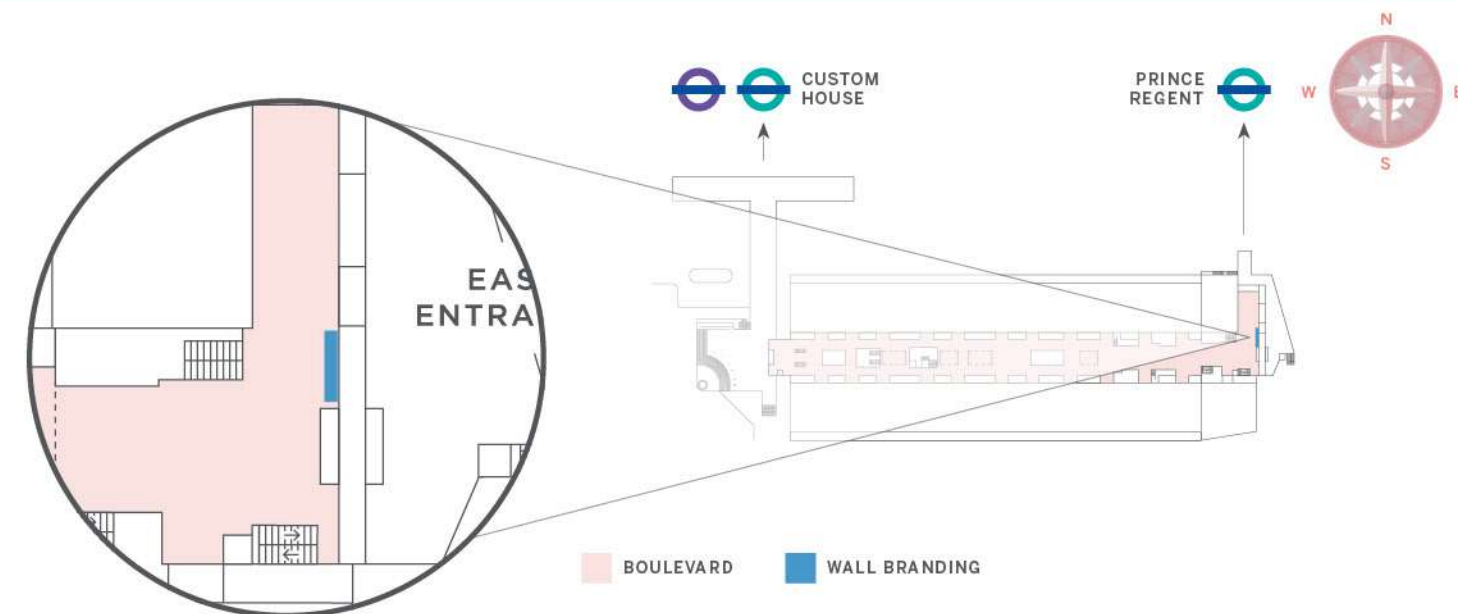 N
CUSTOM
HOUSE
PRINCE
REGENT
W
E
S
EAS
ENTRA
BOULEVARD
WALL BRANDING